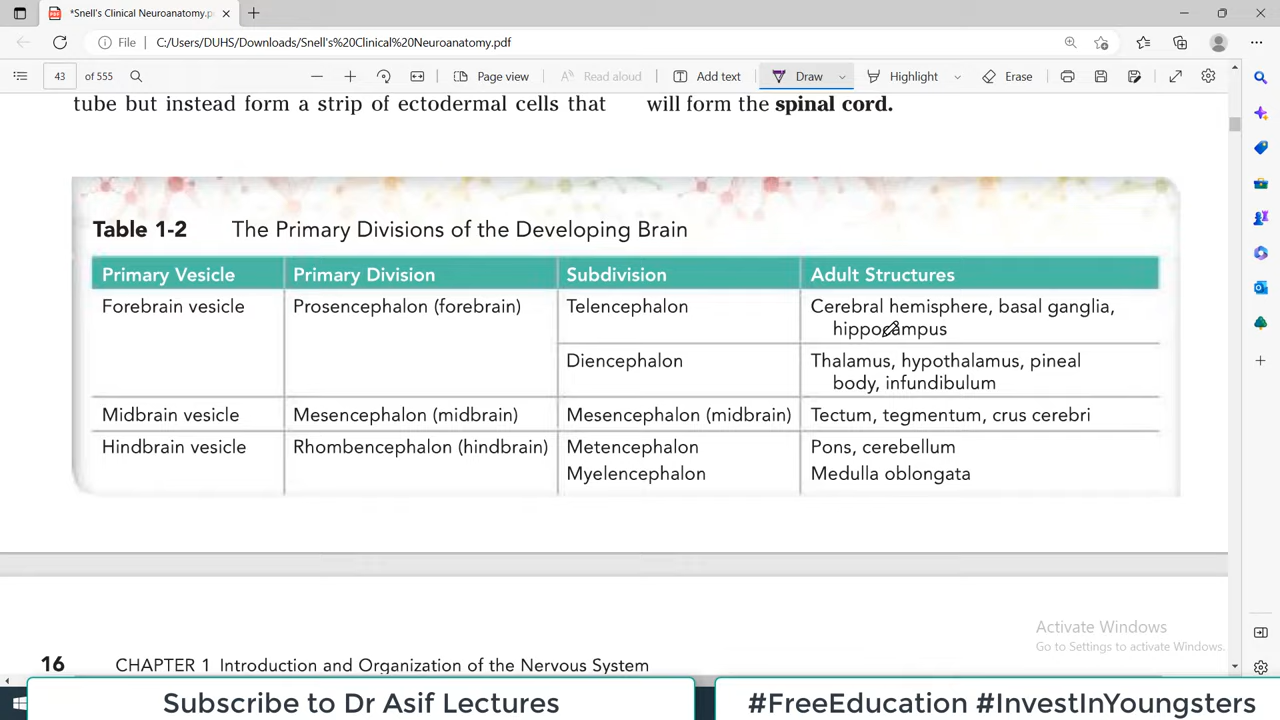 *Snell's Clinical Neuroanatomy.p
File C:/Users/DUHS/Downloads/Snell's%20Clinical%20Neuroanatomy.pdf
43 of 555 Page view Read aloud Add text Draw Highlight Erase
tube but instead form a strip of ectodermal cells that
will form the spinal cord.
Table 1-2 The Primary Divisions of the Developing Brain
Primary Vesicle Primary Division Subdivision Adult Structures
Forebrain vesicle Prosencephalon (forebrain) Telencephalon Cerebral hemisphere, basal ganglia,
hippocampus
Diencephalon Thalamus, hypothalamus, pineal
body, infundibulum
Midbrain vesicle Mesencephalon (midbrain) Mesencephalon (midbrain) Tectum, tegmentum, crus cerebri
Hindbrain vesicle Rhombencephalon (hindbrain) Metencephalon Pons, cerebellum
Myelencephalon Medulla oblongata
Activate Windows
Go to Settings to activate Windows.
16 CHAPTER 1 Introduction and Organization of the Nervous System
Subscribe to Dr Asif Lectures
#FreeEducation #InvestInYoungsters